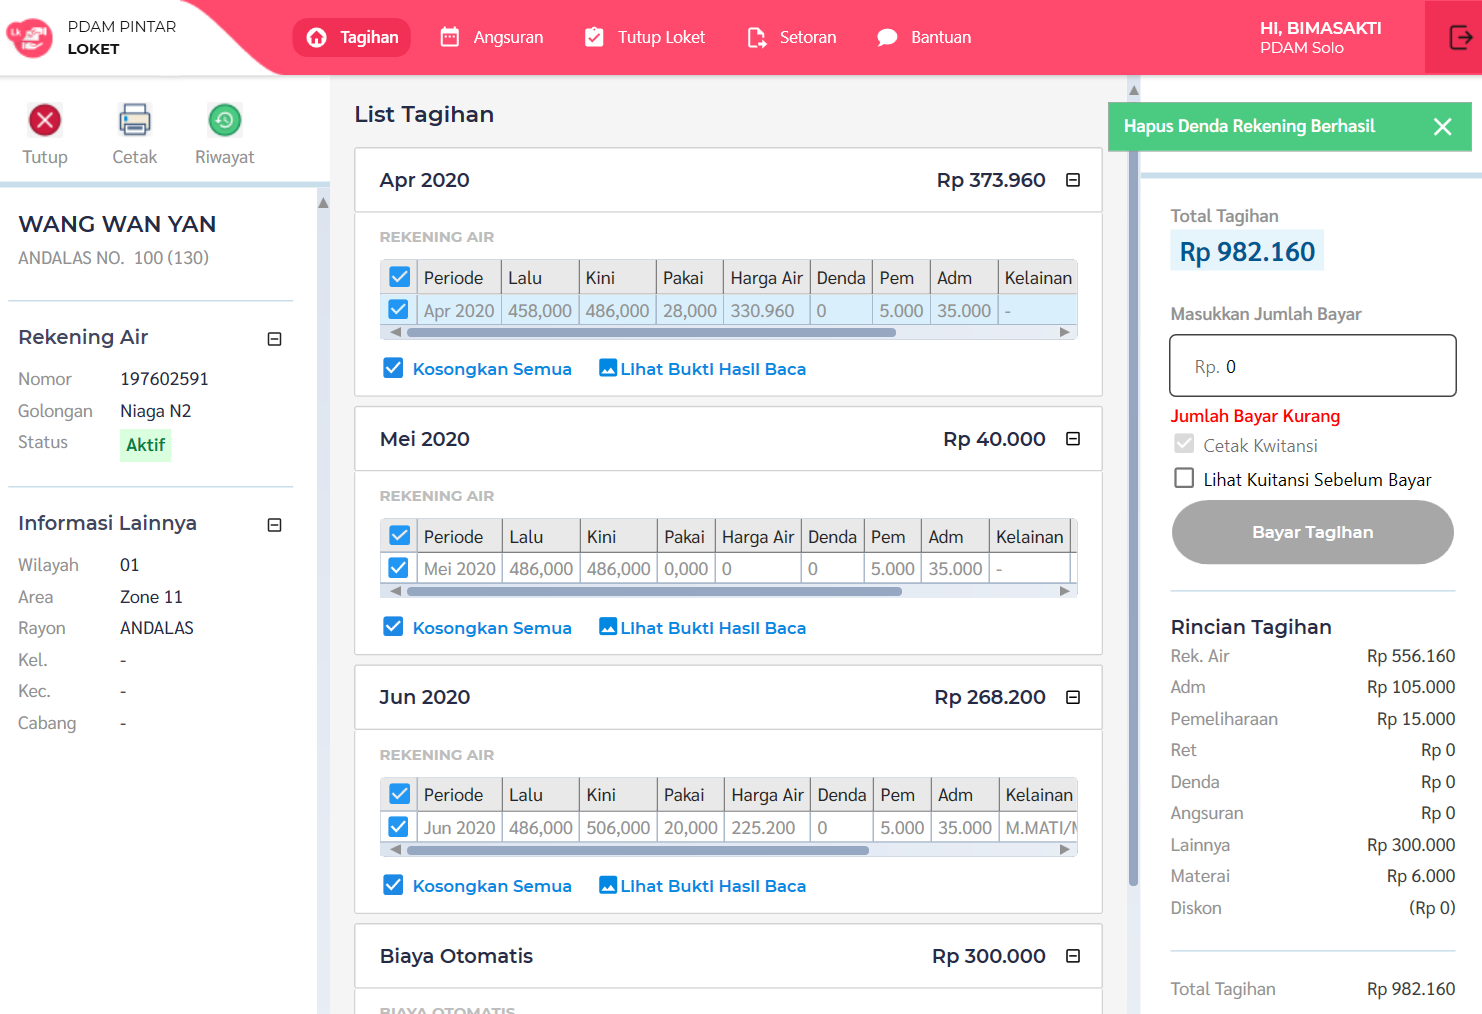 PDAM PINTAR
LOKET
Tagihan
Angsuran
Tutup Loket
Setoran
Bantuan
HI, BIMASAKTI
PDAM Solo
Tutup
Cetak
Riwayat
WANG WAN YAN
ANDALAS NO. 100 (130)
Rekening Air
Nomor 197602591
Golongan Niaga N2
Status Aktif
Informasi Lainnya
Wilayah 01
Area Zone 11
Rayon ANDALAS
Kel. -
Kec. -
Cabang -
List Tagihan
Apr 2020 Rp 373.960
REKENING AIR
Periode Lalu Kini Pakai Harga Air Denda Pem Adm Kelainan
Apr 2020 458,000 486,000 28,000 330.960 0 5.000 35.000 -
Kosongkan Semua LIhat BuktI HasIl Baca
Mei 2020 Rp 40.000
REKENING AIR
Periode Lalu Kini Pakai Harga Air Denda Pem Adm Kelainan
Mei 2020 486,000 486,000 0,000 0 0 5.000 35.000 -
Kosongkan Semua LIhat BuktI HasIl Baca
Jun 2020 Rp 268.200
REKENING AIR
Periode Lalu Kini Pakai Harga Air Denda Pem Adm Kelainan
Jun 2020 486,000 506,000 20,000 225.200 0 5.000 35.000 M.MATI/
Kosongkan Semua LIhat BuktI HasIl Baca
Biaya Otomatis Rp 300.000
BIAYA OTOMATIS
Hapus Denda Rekening Berhasil
Total Tagihan
Rp 982.160
Masukkan Jumlah Bayar
Rp. 0
Jumlah Bayar Kurang
Cetak Kwitansi
Lihat Kuitansi Sebelum Bayar
Bayar TagIhan
Rincian Tagihan
Rek. Air Rp 556.160
Adm Rp 105.000
Pemeliharaan Rp 15.000
Ret Rp 0
Denda Rp 0
Angsuran Rp 0
Lainnya Rp 300.000
Materai Rp 6.000
Diskon (Rp 0)
Total Tagihan Rp 982.160